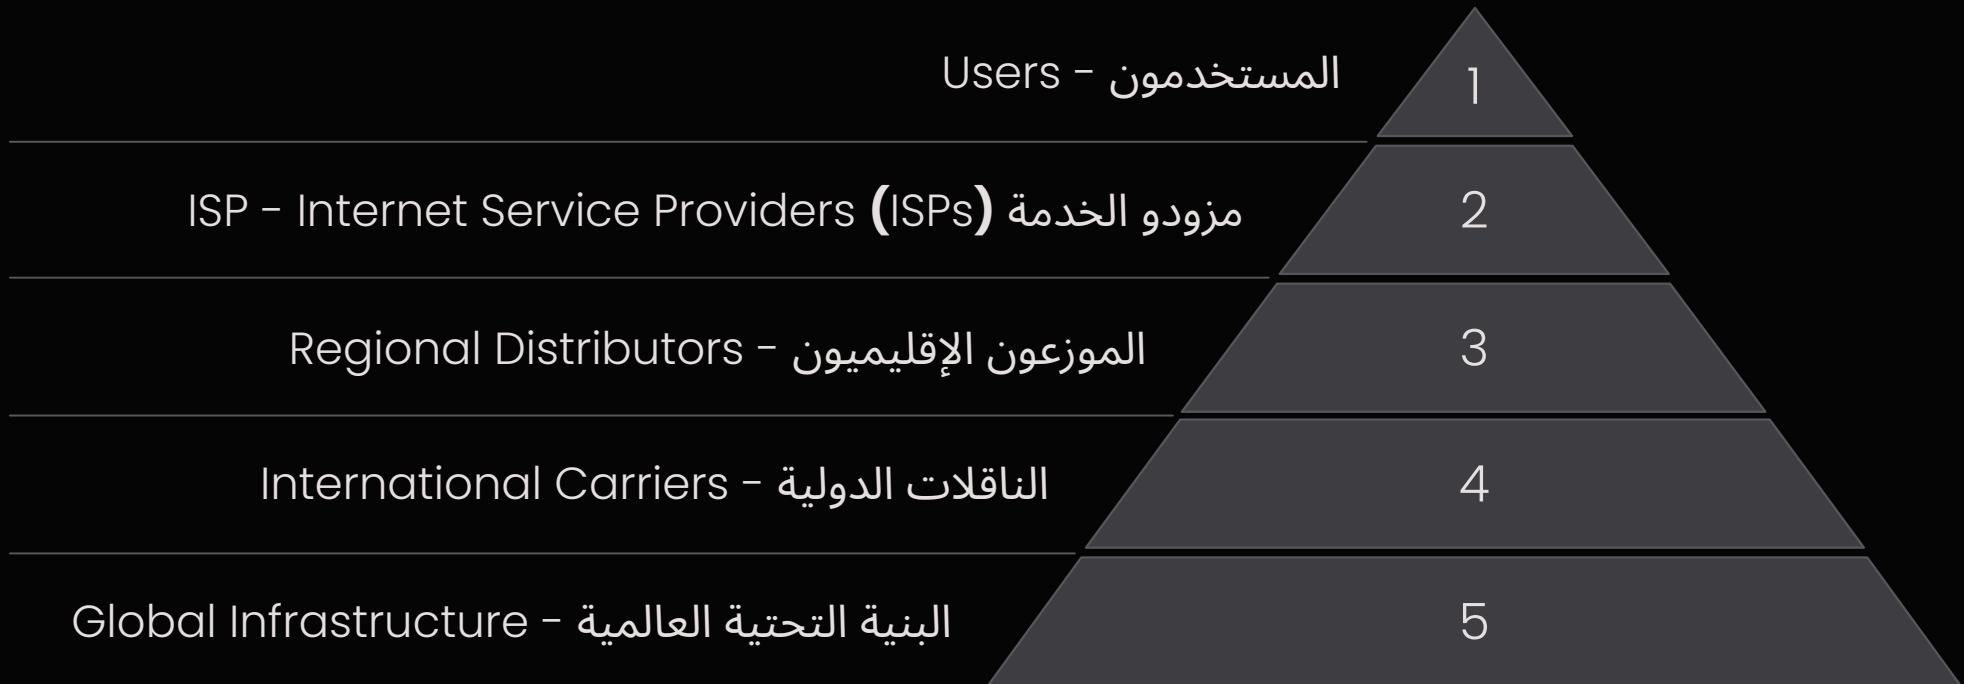 المستخدمون - Users
1
مزودو الخدمة (ISPs) ISP - Internet Service Providers
2
الموزعون الإقليميون - Regional Distributors
3
الناقلات الدولية - International Carriers
4
البنية التحتية العالمية - Global Infrastructure
5